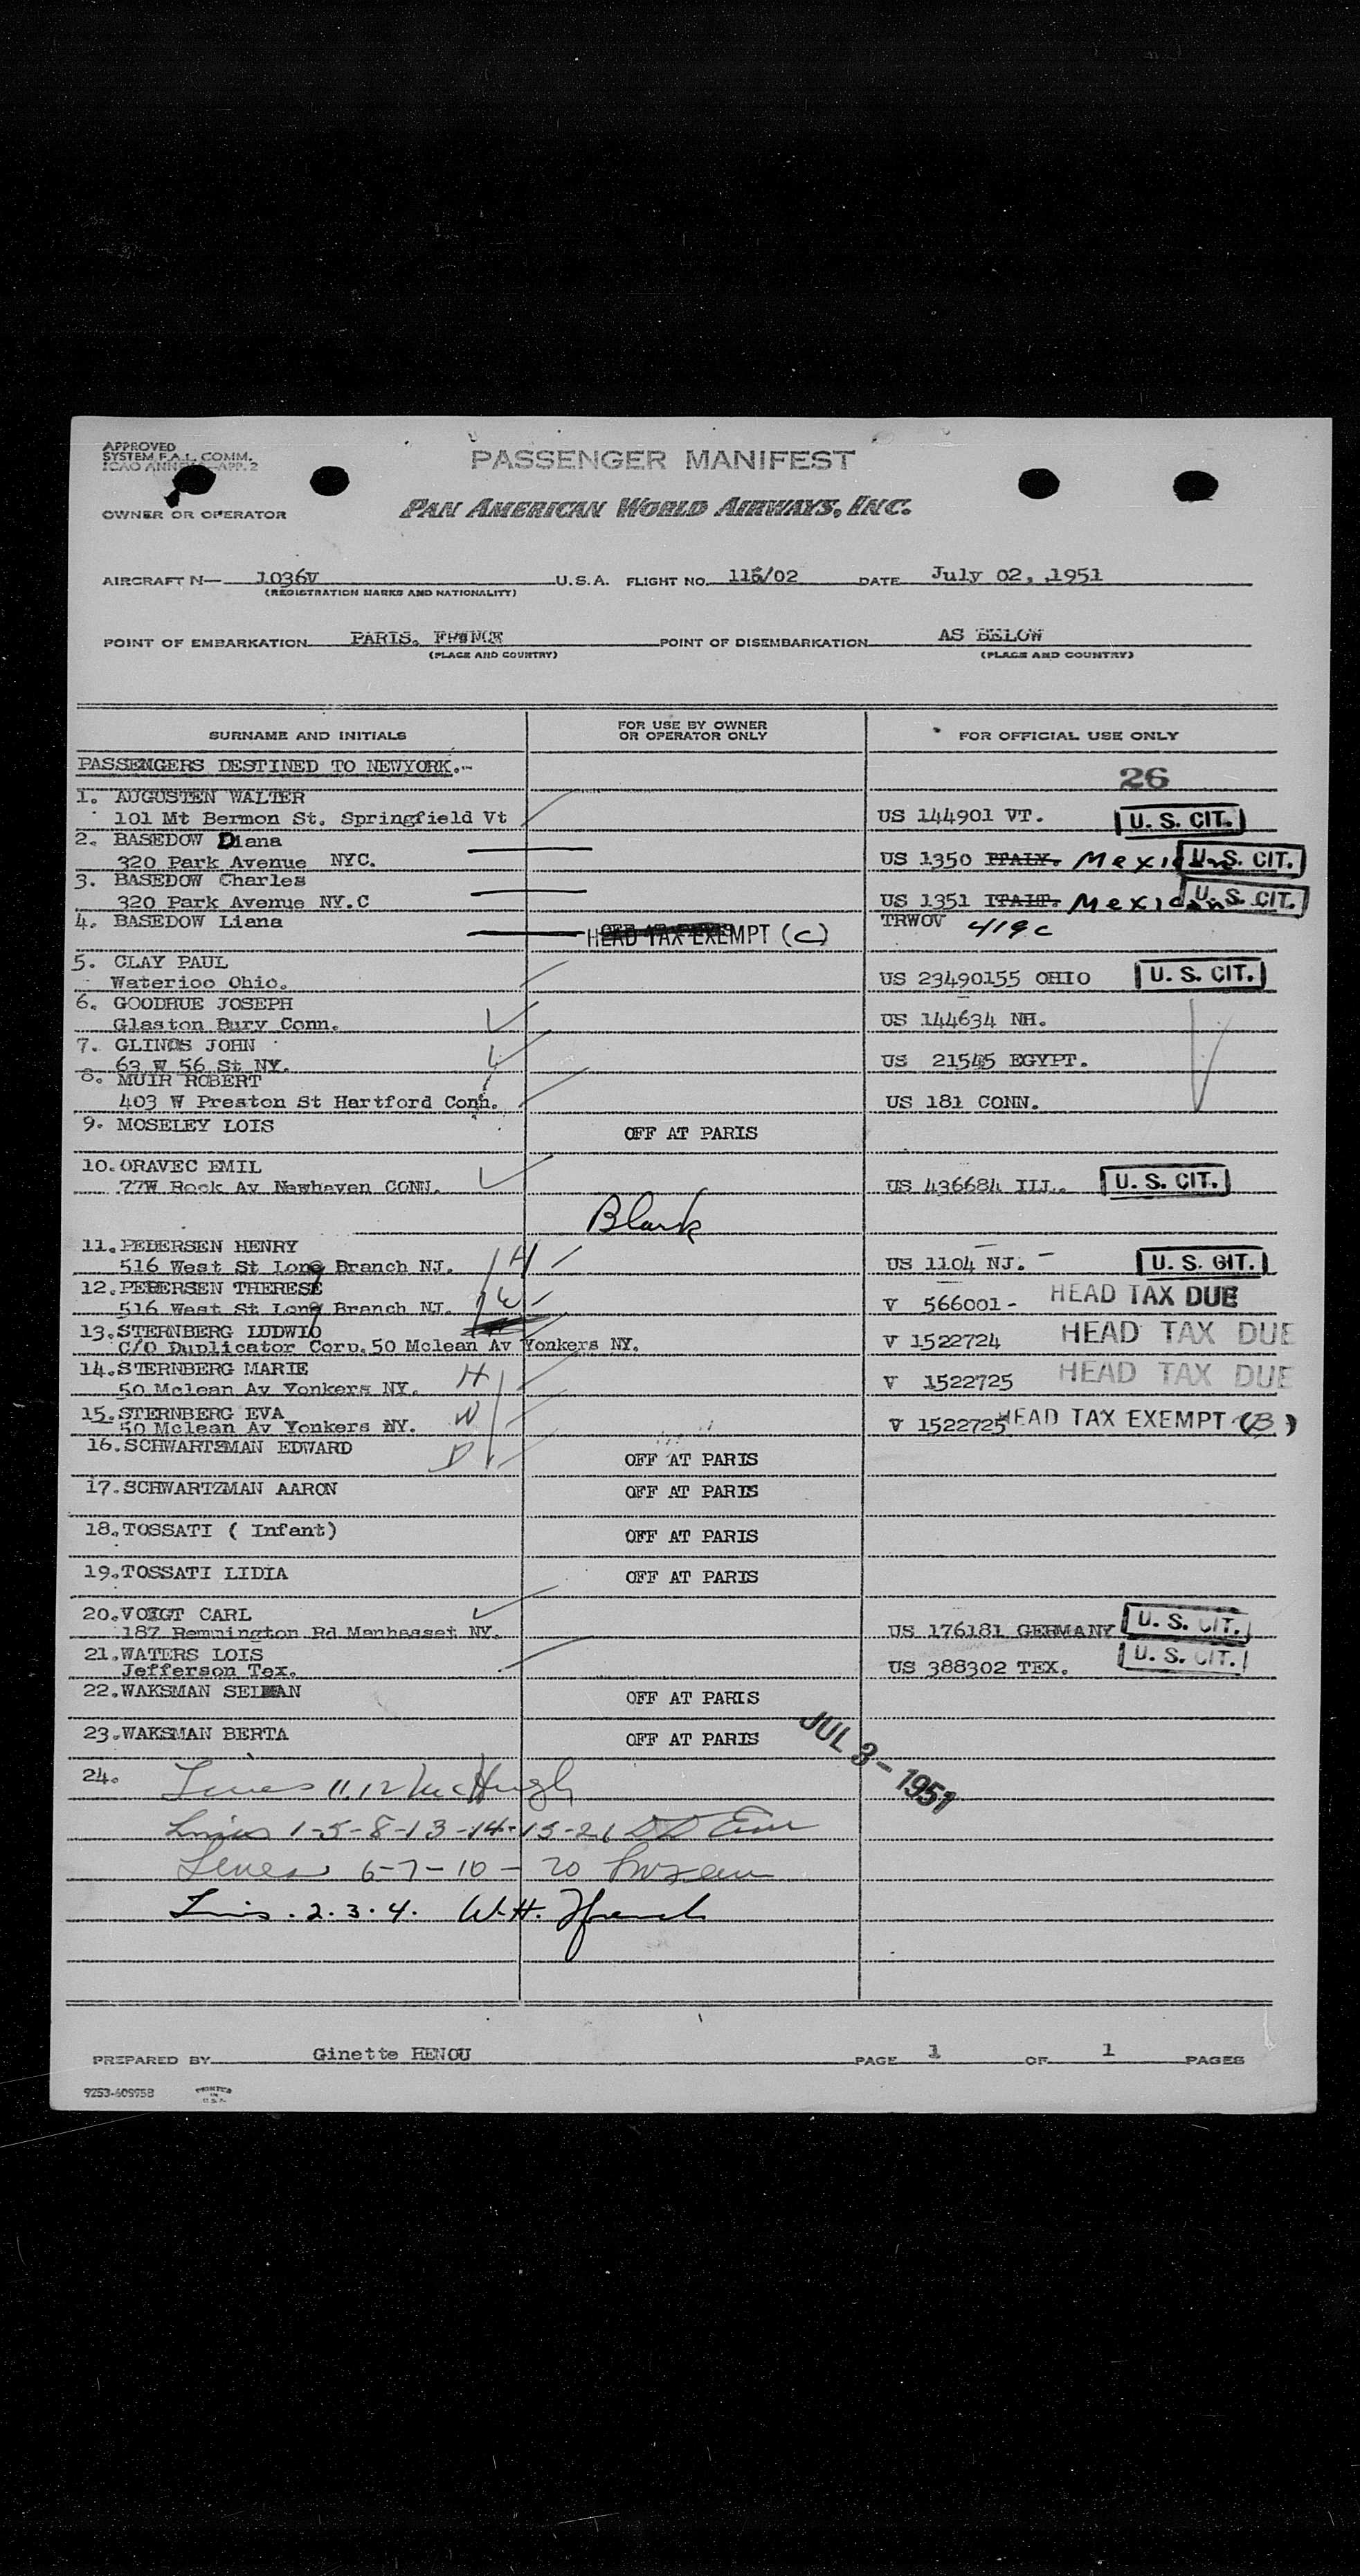 APPROVED
SYSTEM F.A.L. COMM.
ICAO ANNEX 9—APP. 2
PASSENGER MANIFEST
OWNER OR OPERATOR
PAN AMERICAN WORLD AIRWAYS, INC.
AIRCRAFT N— 1036V U.S.A. FLIGHT NO. 115/02 DATE July 02, ,1951
(REGISTRATION MARKS AND NATIONALITY)
POINT OF EMBARKATION PARIS. FRANCE POINT OF DISEMBARKATION AS BELOW
(PLACE AND COUNTRY) (PLACE AND COUNTRY)
SURNAME AND INITIALS FOR USE BY OWNER OR OPERATOR ONLY FOR OFFICIAL USE ONLY
PASSENGERS DESTINED TO NEWYORK.-
26
1. AUGUSTEN WALTER
101 Mt Bermon St. Springfield Vt US 144901 VT. U. S. CIT.
2. BASEDOW Diana
320 Park Avenue NYC. US 1350 Mexican U. S. CIT.
3. BASEDOW Charles
320 Park Avenue NY.C US 1351 Mexican U. S. CIT.
4. BASEDOW Liana HEAD TAX EXEMPT (C) TRWOV 419c
5. CLAY PAUL
Waterloo Ohio. US 23490155 OHIO U. S. CIT.
6. GOODHUE JOSEPH
Glaston Bury Conn. US 144634 NH.
7. GLINOS JOHN
63 W 56 St NY. US 21545 EGYPT.
8. MUIR ROBERT
403 W Preston St Hartford Conn. US 181 CONN.
9. MOSELEY LOIS OFF AT PARIS
10. ORAVEC EMIL
77W Rock Av Newhaven CONN. US 436684 ILL. U. S. CIT.
Blank
11. PEDERSEN HENRY
516 West St Long Branch NJ. H US 1104 NJ. - U. S. CIT.
12. PEDERSEN THERESE
516 West St Long Branch NJ. W V 566001- HEAD TAX DUE
13. STERNBERG LUDWIG
C/O Duplicator Corp. 50 Mclean Av Yonkers NY. V 1522724 HEAD TAX DUE
14. STERNBERG MARIE
50 Mclean Av Yonkers NY. H V 1522725 HEAD TAX DUE
15. STERNBERG EVA
50 Mclean Av Yonkers NY. W V 1522725 HEAD TAX EXEMPT (B)
16. SCHWARTSMAN EDWARD D OFF AT PARIS
17. SCHWARTZMAN AARON OFF AT PARIS
18. TOSSATI ( Infant) OFF AT PARIS
19. TOSSATI LIDIA OFF AT PARIS
20. VOIGT CARL
187 Remmington Rd Manhasset NY. US 176181 GERMANY U. S. CIT.
21. WATERS LOIS
Jefferson Tex. US 388302 TEX. U. S. CIT.
22. WAKSMAN SELMAN OFF AT PARIS
23. WAKSMAN BERTA OFF AT PARIS
JUL 3 - 1951
24. Lines 11.12 McHugh
Lines 1-5-8-13-14-15-21
Lines 6-7-10-20
Lines. 2. 3. 4. W.H. French
PREPARED BY Ginette HENOU PAGE 1 OF 1 PAGES
9253-609958 PRINTED IN U.S.A.